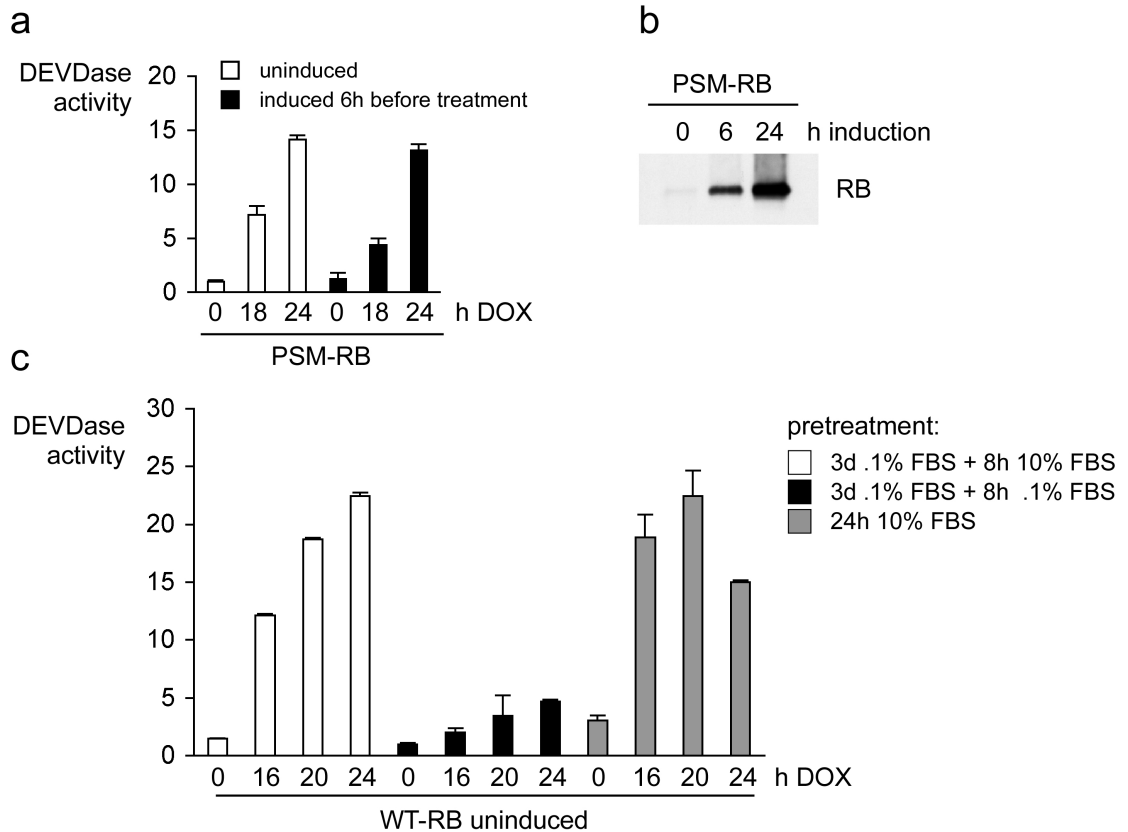 a
DEVDase
activity
20
15
10
5
0
uninduced
induced 6h before treatment
0 18 24 0 18 24 h DOX
PSM-RB
b
PSM-RB
0 6 24 h induction
RB
c
DEVDase
activity
30
25
20
15
10
5
0
pretreatment:
3d .1% FBS + 8h 10% FBS
3d .1% FBS + 8h .1% FBS
24h 10% FBS
0 16 20 24 0 16 20 24 0 16 20 24 h DOX
WT-RB uninduced